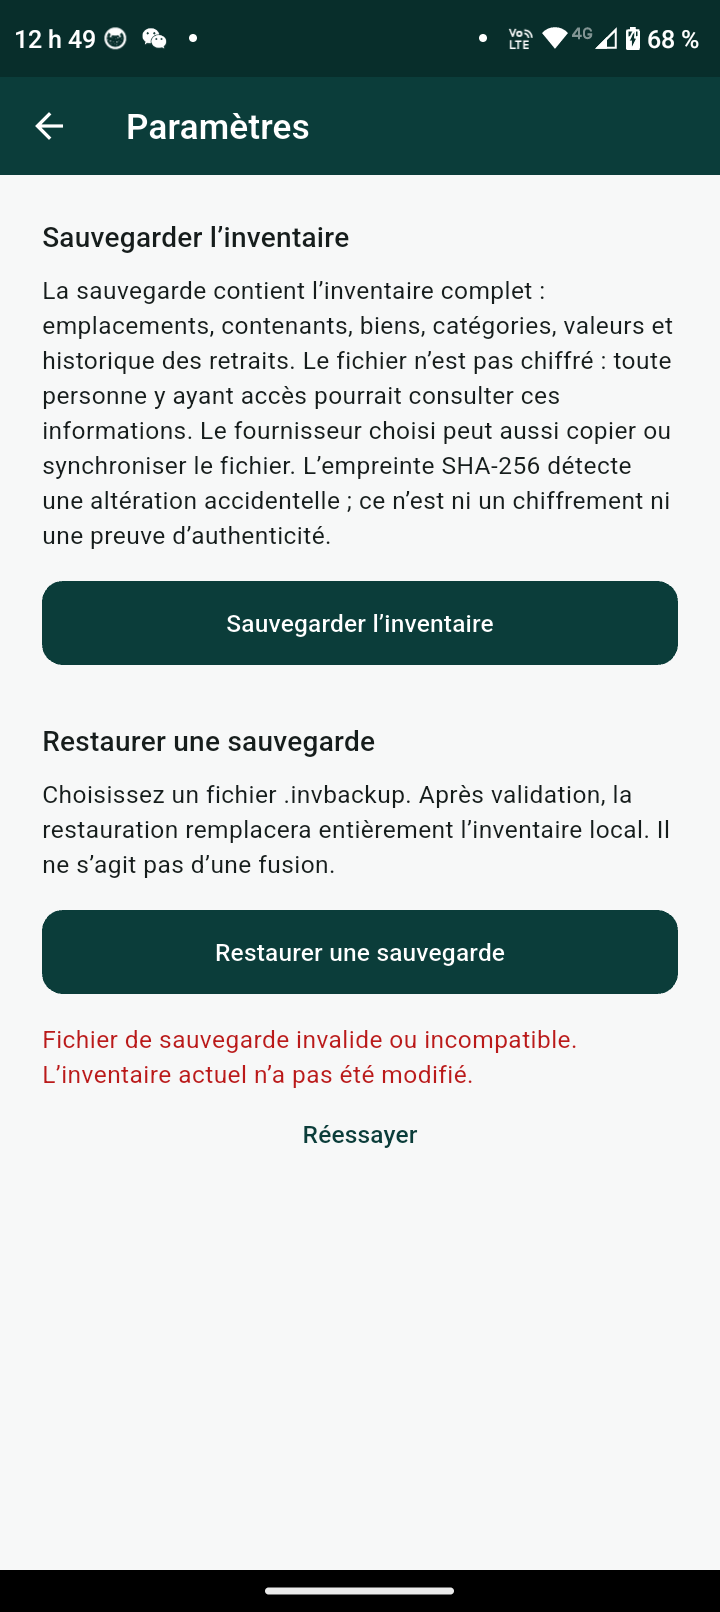 12 h 49
Vo LTE
4G
68 %
Paramètres
Sauvegarder l’inventaire
La sauvegarde contient l’inventaire complet :
emplacements, contenants, biens, catégories, valeurs et
historique des retraits. Le fichier n’est pas chiffré : toute
personne y ayant accès pourrait consulter ces
informations. Le fournisseur choisi peut aussi copier ou
synchroniser le fichier. L’empreinte SHA-256 détecte
une altération accidentelle ; ce n’est ni un chiffrement ni
une preuve d’authenticité.
Sauvegarder l’inventaire
Restaurer une sauvegarde
Choisissez un fichier .invbackup. Après validation, la
restauration remplacera entièrement l’inventaire local. Il
ne s’agit pas d’une fusion.
Restaurer une sauvegarde
Fichier de sauvegarde invalide ou incompatible.
L’inventaire actuel n’a pas été modifié.
Réessayer